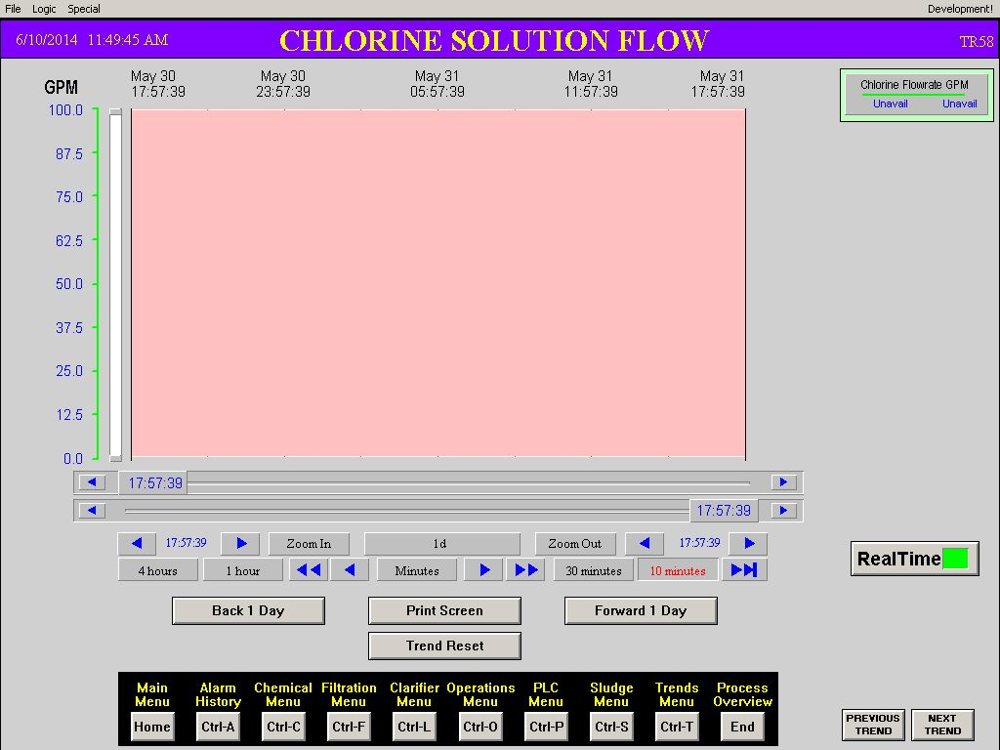 File Logic Special Development!
6/10/2014 11:49:45 AM CHLORINE SOLUTION FLOW TR58
GPM
May 30 May 30 May 31 May 31 May 31
17:57:39 23:57:39 05:57:39 11:57:39 17:57:39
Chlorine Flowrate GPM
Unavail Unavail
100.0
87.5
75.0
62.5
50.0
37.5
25.0
12.5
0.0
17:57:39
17:57:39
17:57:39 Zoom In 1d Zoom Out 17:57:39
4 hours 1 hour Minutes 30 minutes 10 minutes
RealTime
Back 1 Day Print Screen Forward 1 Day
Trend Reset
Main Alarm Chemical Filtration Clarifier Operations PLC Sludge Trends Process
Menu History Menu Menu Menu Menu Menu Menu Menu Overview
Home Ctrl-A Ctrl-C Ctrl-F Ctrl-L Ctrl-O Ctrl-P Ctrl-S Ctrl-T End
PREVIOUS NEXT
TREND TREND